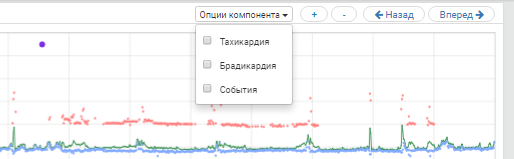 Опции компонента + - Назад Вперед
Тахикардия
Брадикардия
События